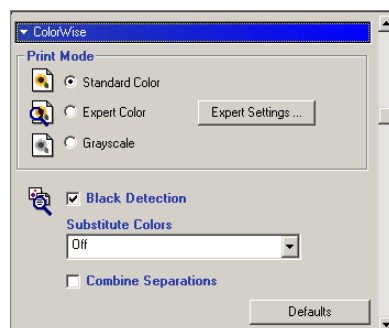 ColorWise
Print Mode
Standard Color
Expert Color
Expert Settings ...
Grayscale
Black Detection
Substitute Colors
Off
Combine Separations
Defaults